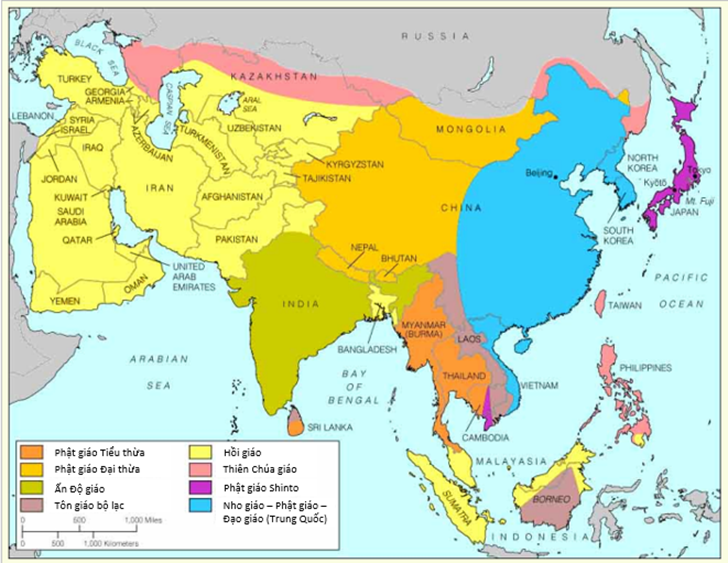 RUSSIA
BLACK SEA
KAZAKHSTAN
TURKEY
GEORGIA
ARMENIA
CASPIAN SEA
ARAL SEA
MONGOLIA
LEBANON
SYRIA
ISRAEL
AZERBAIJAN
TURKMENISTAN
UZBEKISTAN
IRAQ
KYRGYZSTAN
TAJIKISTAN
NORTH KOREA
Beijing
Kyōtō
Tokyo
Mt. Fuji
JAPAN
JORDAN
IRAN
AFGHANISTAN
KUWAIT
SAUDI ARABIA
CHINA
SOUTH KOREA
QATAR
PAKISTAN
NEPAL
BHUTAN
UNITED ARAB EMIRATES
OMAN
YEMEN
INDIA
PACIFIC OCEAN
TAIWAN
MYANMAR (BURMA)
LAOS
BANGLADESH
ARABIAN SEA
BAY OF BENGAL
THAILAND
VIETNAM
PHILIPPINES
SRI LANKA
CAMBODIA
MALAYASIA
SUMATRA
BORNEO
INDONESIA
Phật giáo Tiểu thừa
Phật giáo Đại thừa
Ấn Độ giáo
Tôn giáo bộ lạc
Hồi giáo
Thiên Chúa giáo
Phật giáo Shinto
Nho giáo – Phật giáo –
Đạo giáo (Trung Quốc)
0 600 1,000 Miles
0 500 1,000 Kilometers